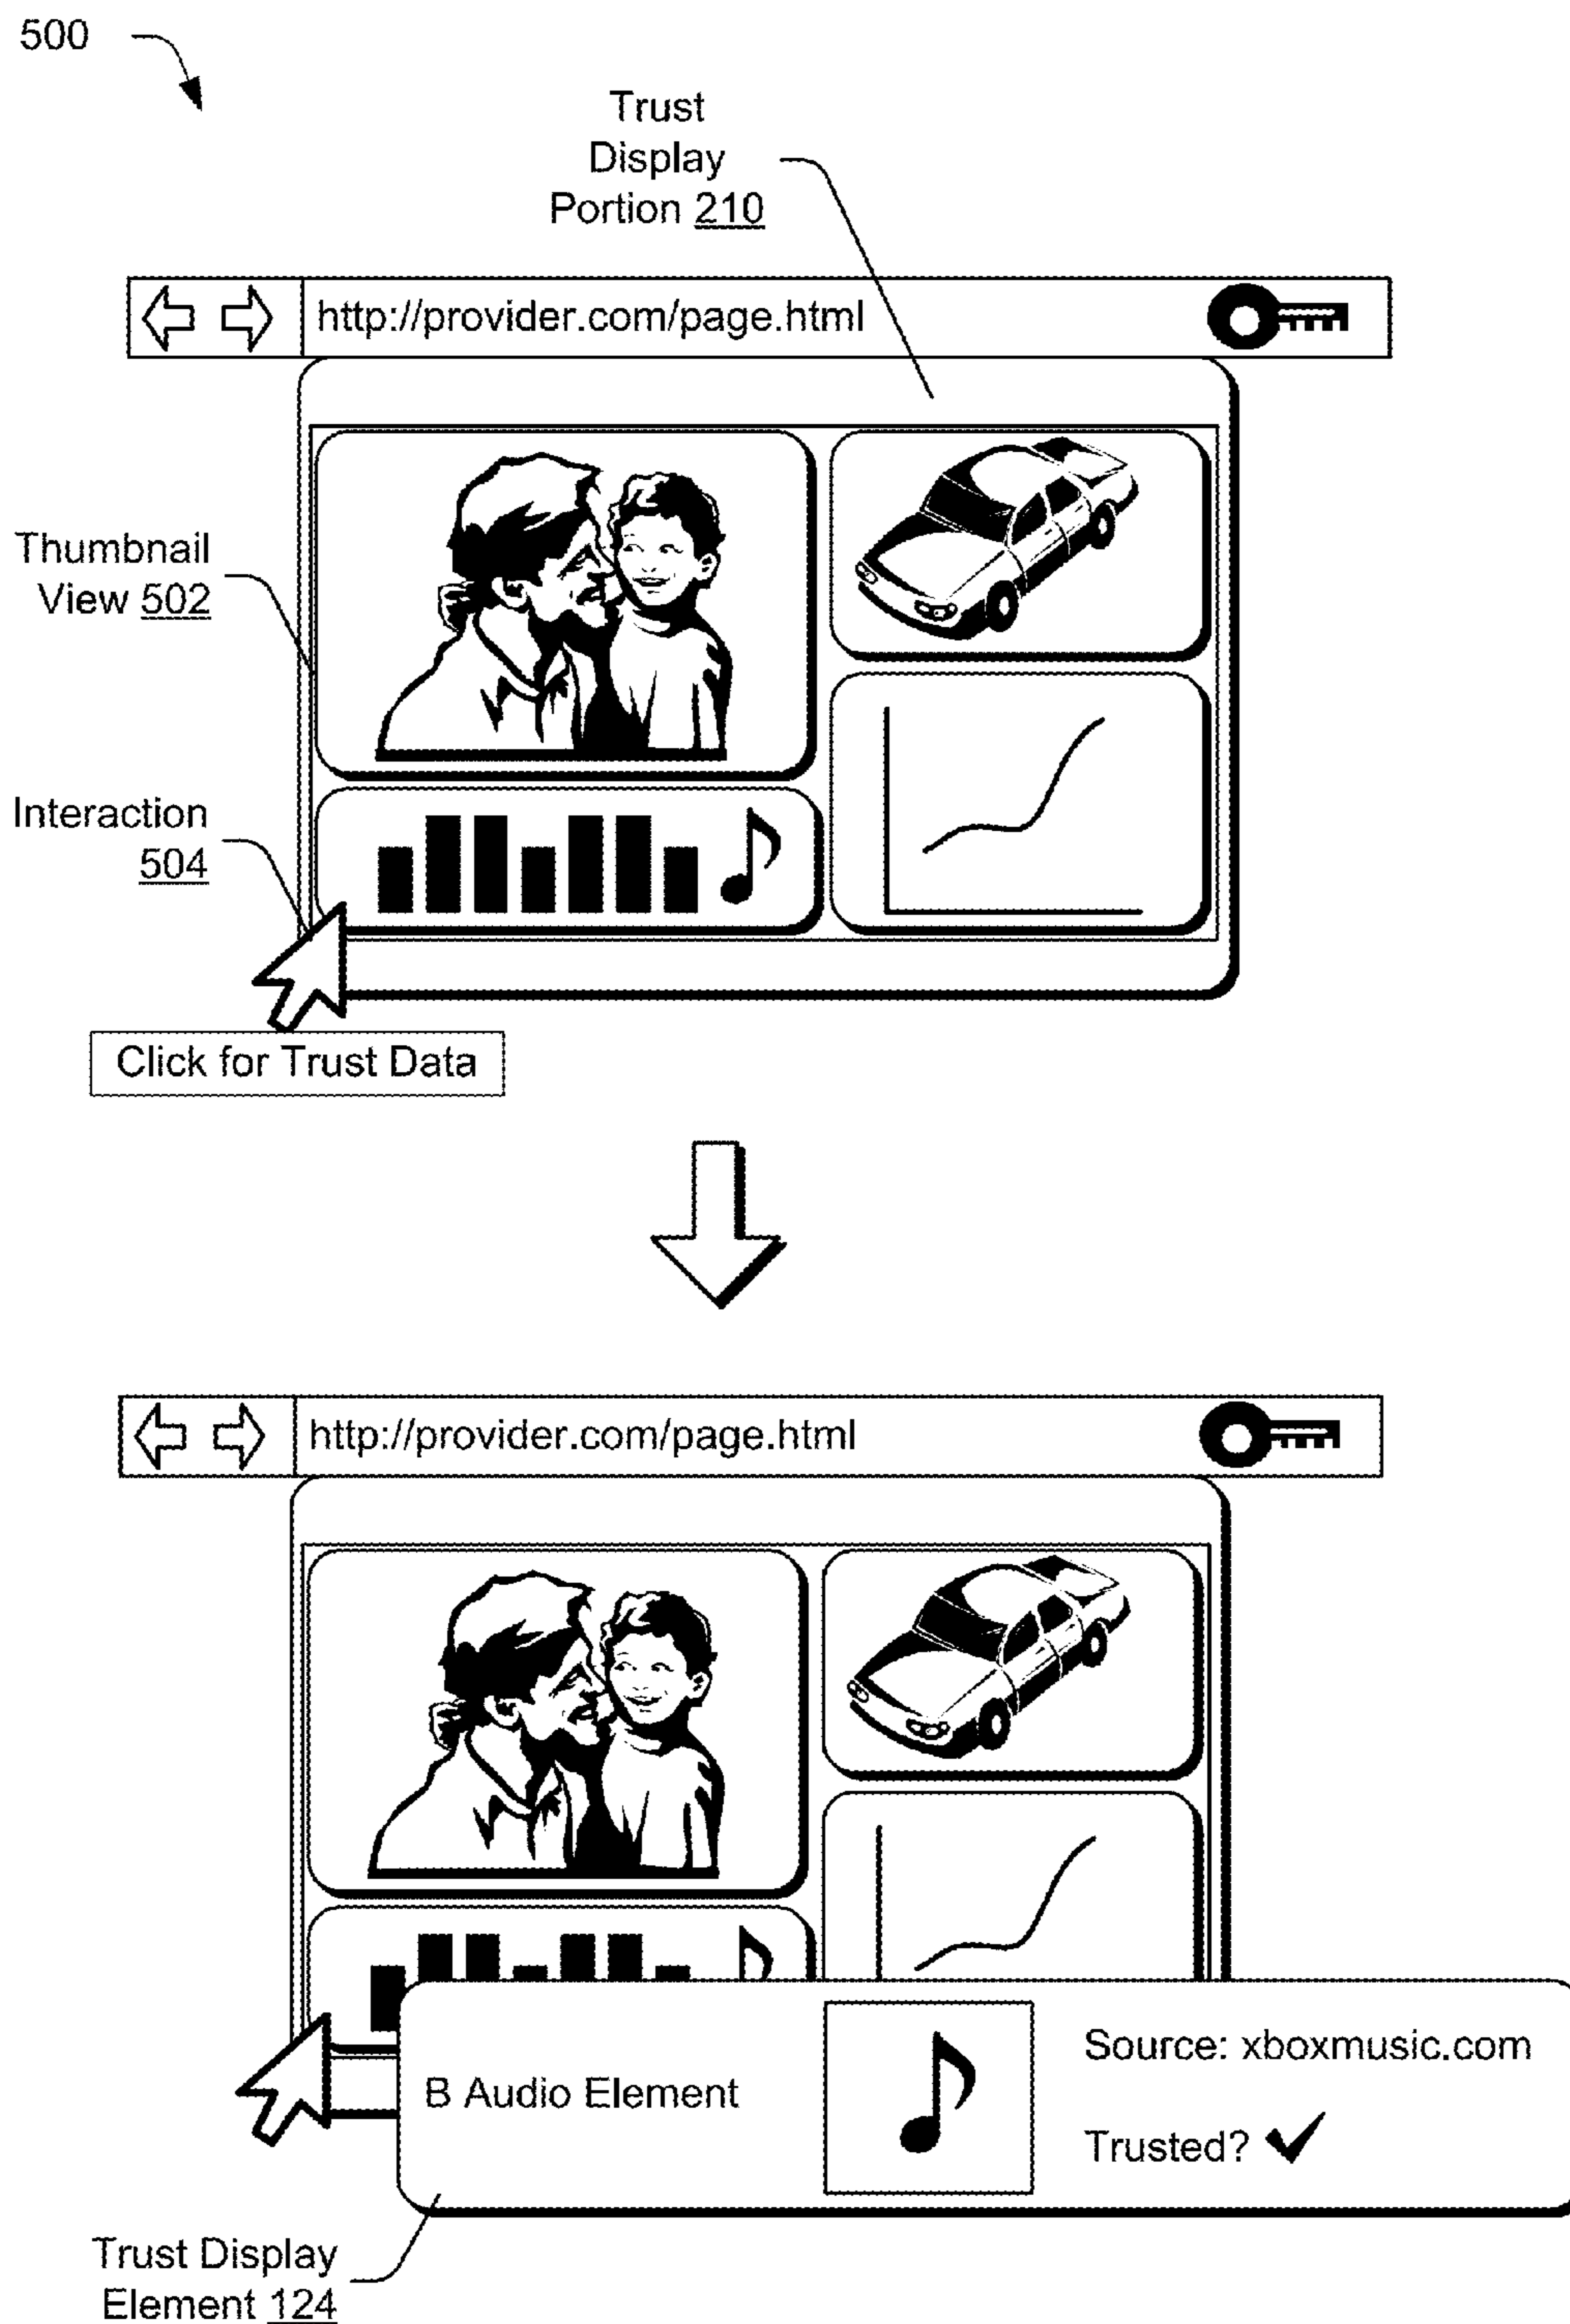 500
Trust
Display
Portion 210
http://provider.com/page.html
Thumbnail
View 502
Interaction
504
Click for Trust Data
http://provider.com/page.html
B Audio Element
Source: xboxmusic.com
Trusted?
Trust Display
Element 124